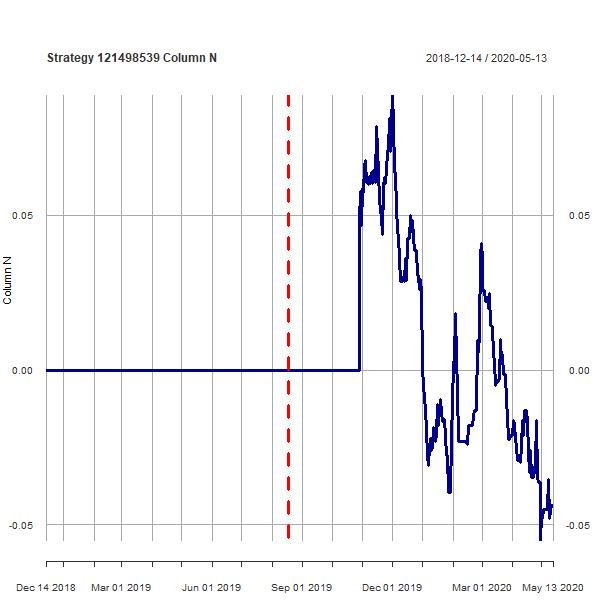 Strategy 121498539 Column N 2018-12-14 / 2020-05-13
0.05 0.05
Column N
0.00 0.00
-0.05 -0.05
Dec 14 2018 Mar 01 2019 Jun 01 2019 Sep 01 2019 Dec 01 2019 Mar 01 2020 May 13 2020